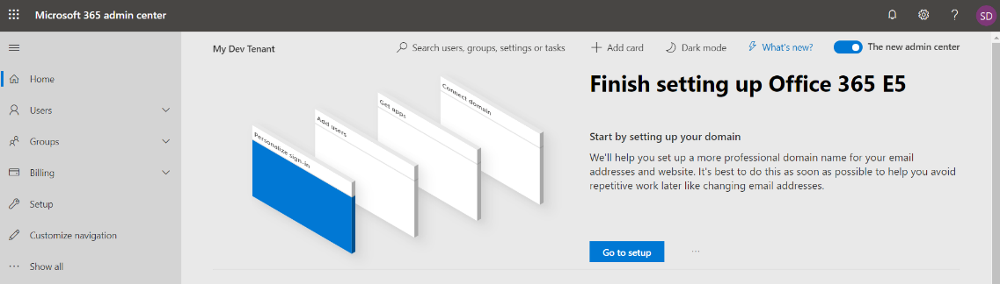 Microsoft 365 admin center
SD
My Dev Tenant
Search users, groups, settings or tasks
Add card
Dark mode
What's new?
The new admin center
Home
Users
Groups
Billing
Setup
Customize navigation
Show all
Personalize sign-in
Add users
Get apps
Connect domain
Finish setting up Office 365 E5
Start by setting up your domain
We'll help you set up a more professional domain name for your email
addresses and website. It's best to do this as soon as possible to help you avoid
repetitive work later like changing email addresses.
Go to setup